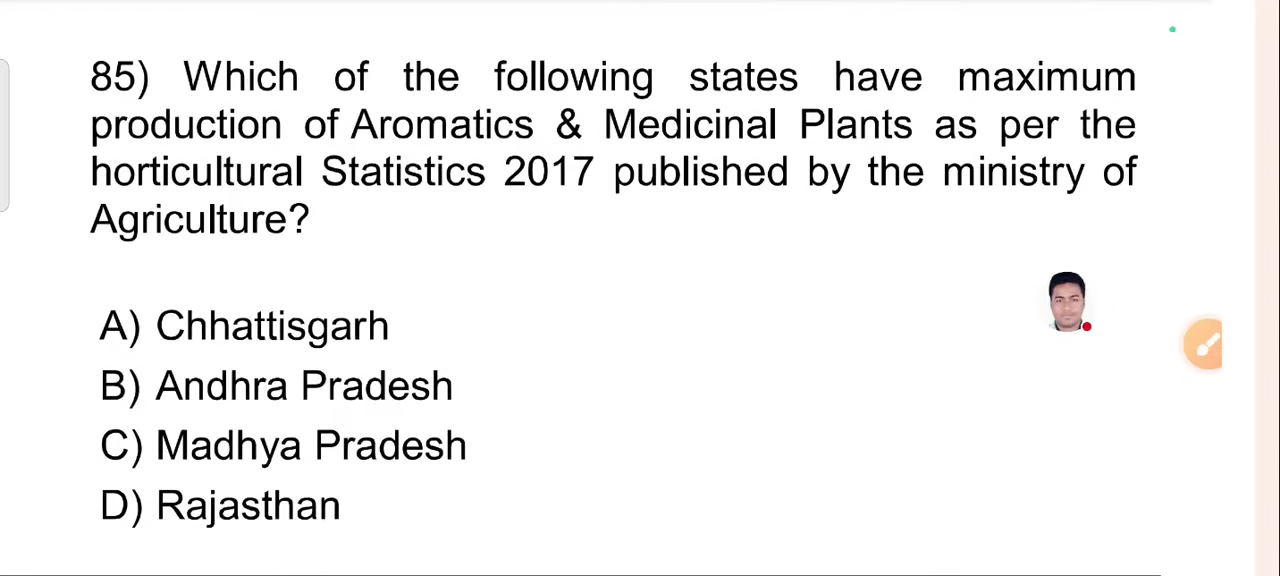 85) Which of the following states have maximum
production of Aromatics & Medicinal Plants as per the
horticultural Statistics 2017 published by the ministry of
Agriculture?
A) Chhattisgarh
B) Andhra Pradesh
C) Madhya Pradesh
D) Rajasthan